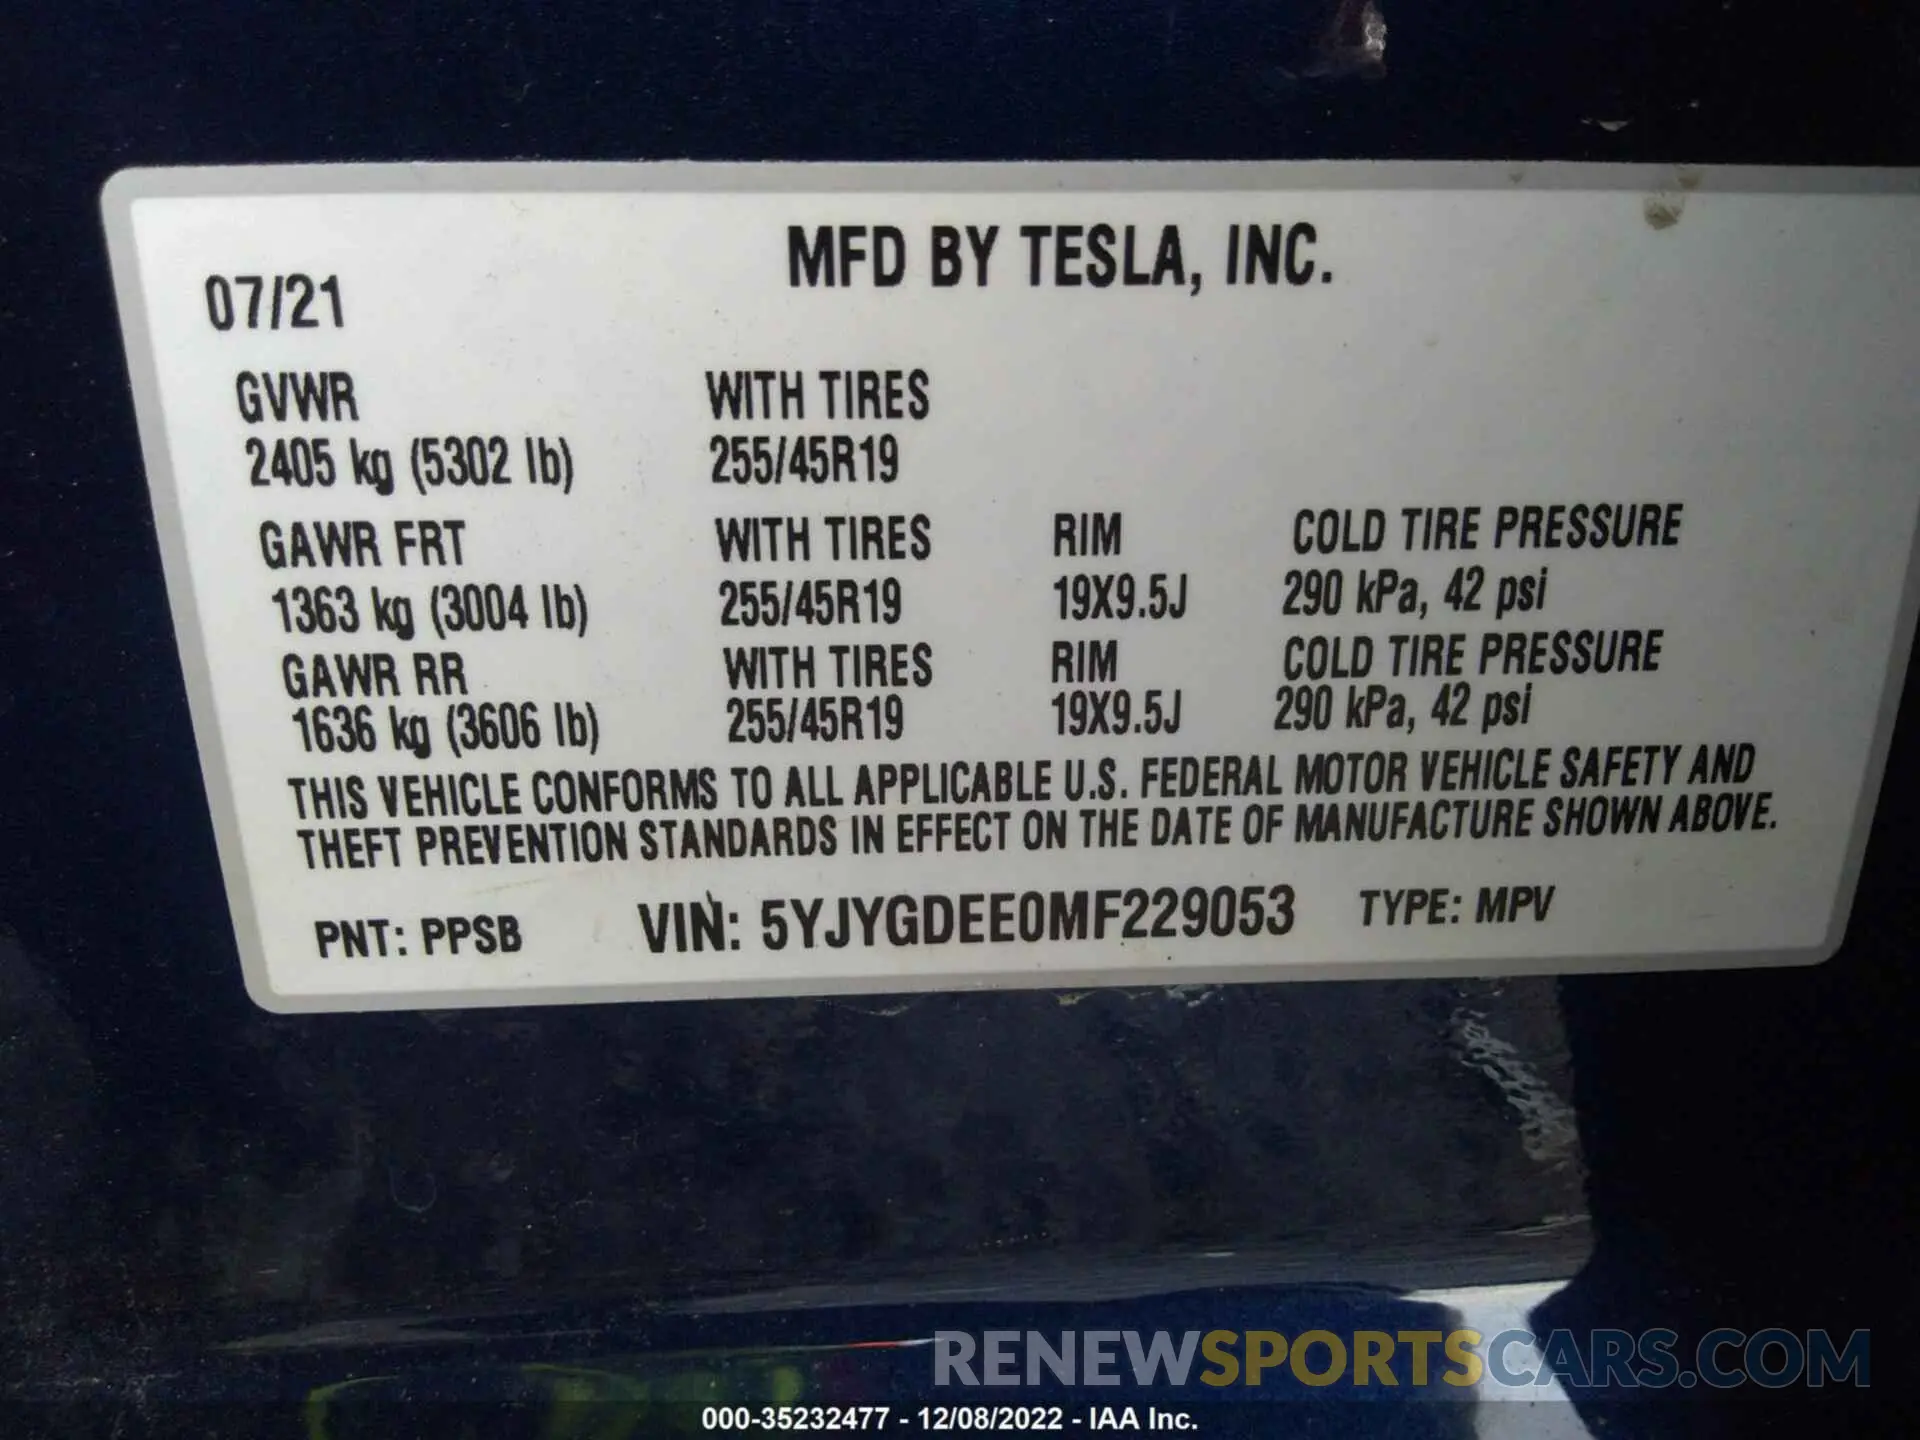 MFD BY TESLA, INC.
07/21
GVWR WITH TIRES
2405 kg (5302 lb) 255/45R19
GAWR FRT WITH TIRES RIM COLD TIRE PRESSURE
1363 kg (3004 lb) 255/45R19 19X9.5J 290 kPa, 42 psi
GAWR RR WITH TIRES RIM COLD TIRE PRESSURE
1636 kg (3606 lb) 255/45R19 19X9.5J 290 kPa, 42 psi
THIS VEHICLE CONFORMS TO ALL APPLICABLE U.S. FEDERAL MOTOR VEHICLE SAFETY AND
THEFT PREVENTION STANDARDS IN EFFECT ON THE DATE OF MANUFACTURE SHOWN ABOVE.
PNT: PPSB VIN: 5YJYGDEE0MF229053 TYPE: MPV
RENEWSPORTSCARS.COM
000-35232477 - 12/08/2022 - IAA Inc.